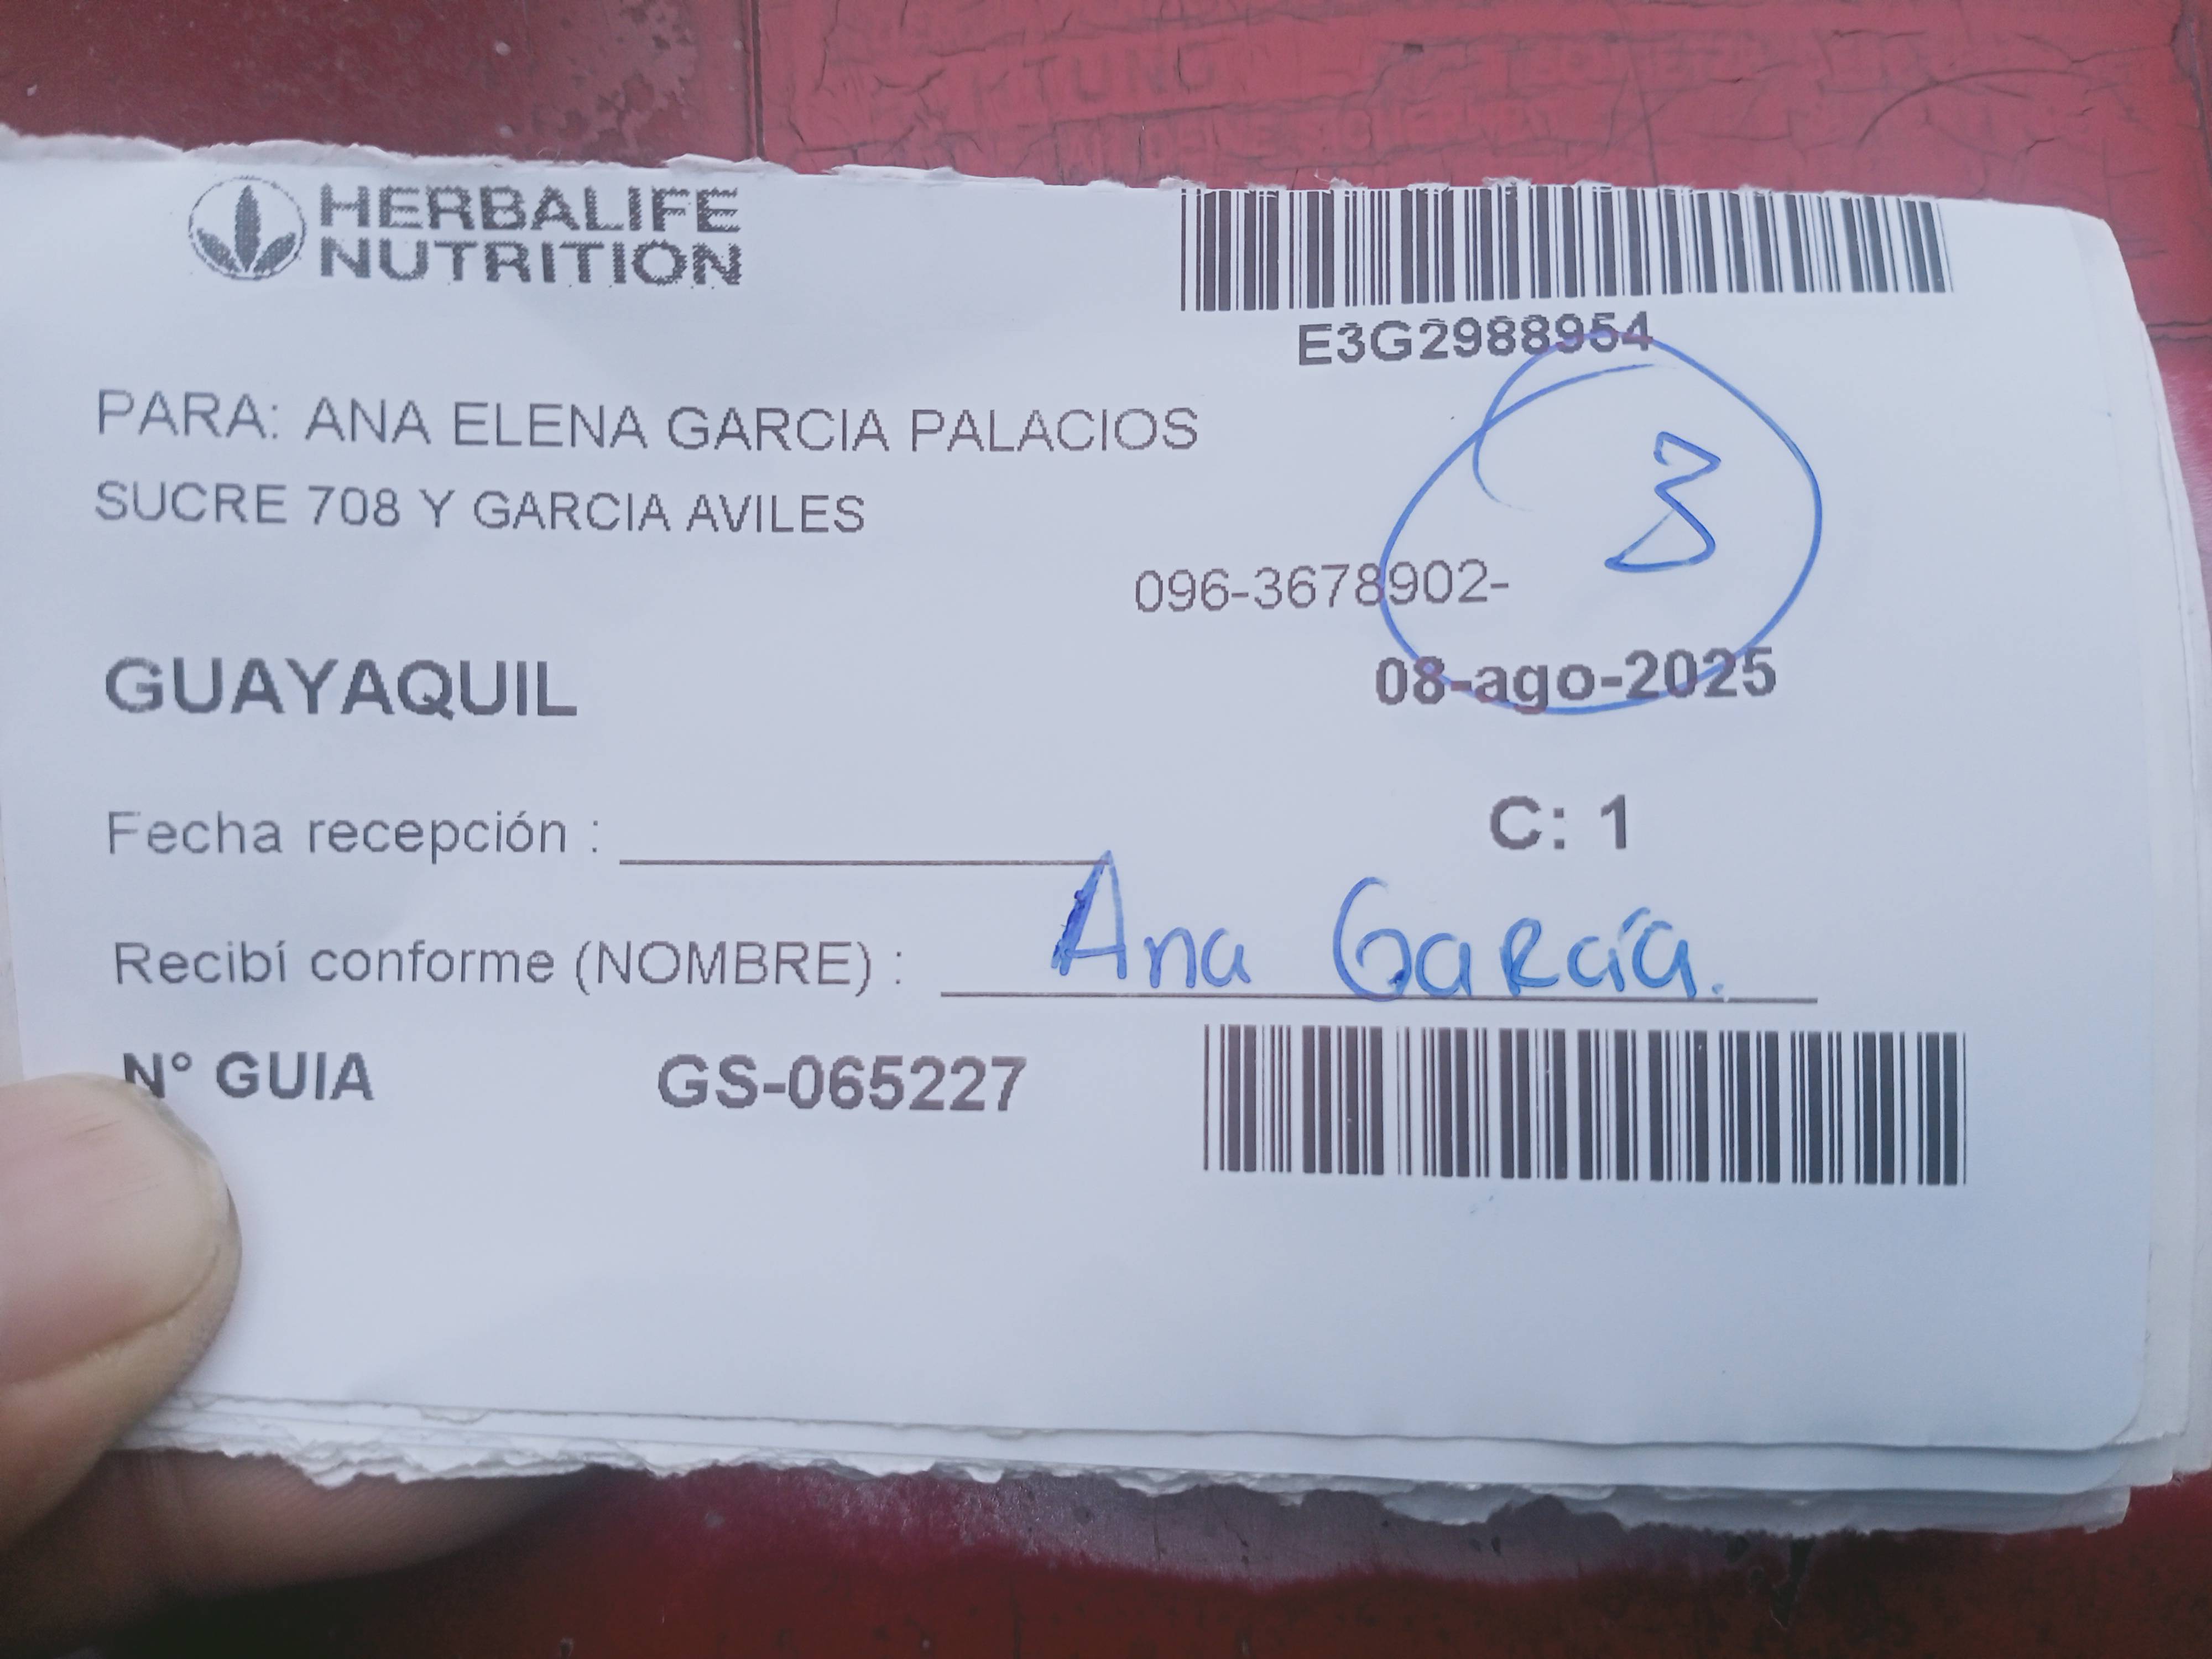 HERBALIFE
NUTRITION
E3G2988954
PARA: ANA ELENA GARCIA PALACIOS
SUCRE 708 Y GARCIA AVILES
3
096-3678902-
GUAYAQUIL
08-ago-2025
Fecha recepción :
C: 1
Recibí conforme (NOMBRE) : Ana García.
N° GUIA GS-065227